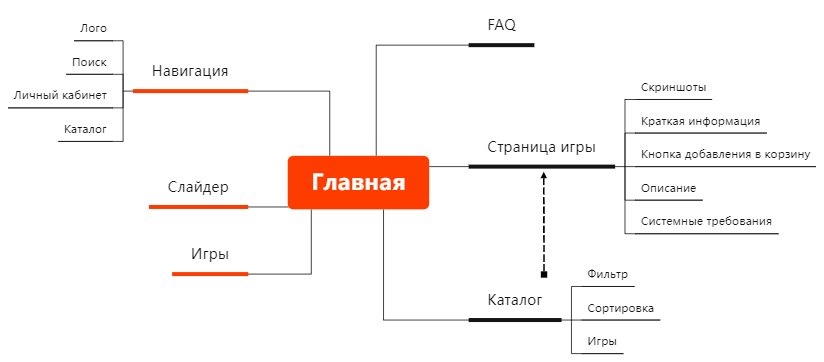 Главная
Навигация
Лого
Поиск
Личный кабинет
Каталог
Слайдер
Игры
FAQ
Страница игры
Скриншоты
Краткая информация
Кнопка добавления в корзину
Описание
Системные требования
Каталог
Фильтр
Сортировка
Игры